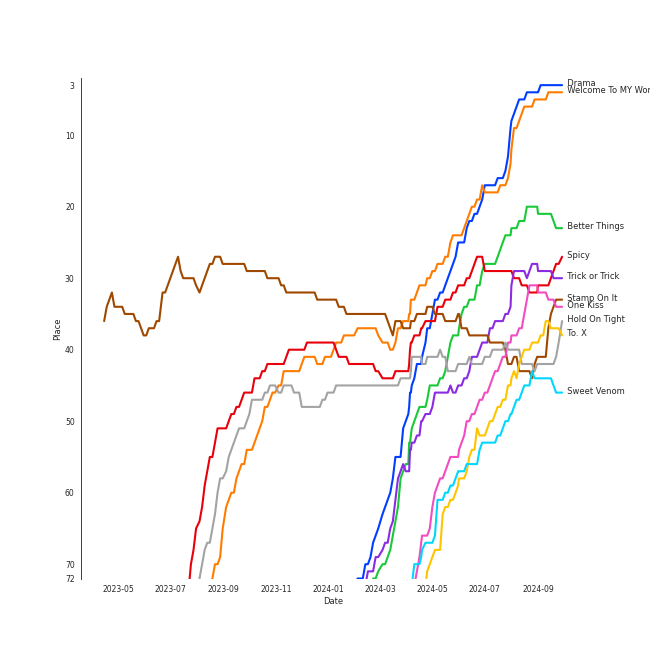 3
10
20
30
40
50
60
70
72
Place
2023-05
2023-07
2023-09
2023-11
2024-01
2024-03
2024-05
2024-07
2024-09
Date
Drama
Welcome To MY Wor
Better Things
Spicy
Trick or Trick
Stamp On It
One Kiss
Hold On Tight
To. X
Sweet Venom